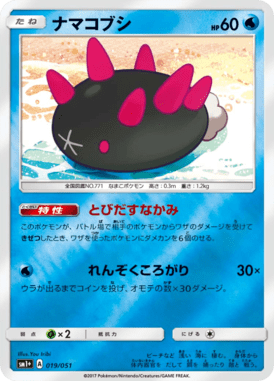 たね ナマコブシ HP60
全国図鑑NO.771 なまこポケモン 高さ:0.3m 重さ:1.2kg
特性 とびだすなかみ
このポケモンが、バトル場で相手のポケモンからワザのダメージを受けて
きぜつしたとき、ワザを使ったポケモンにダメカンを6個のせる。
れんぞくころがり 30×
ウラが出るまでコインを投げ、オモテの数×30ダメージ。
弱点 ×2 抵抗力 にげる
sm1+ A 019/051
©2017 Pokémon/Nintendo/Creatures/GAME FREAK.